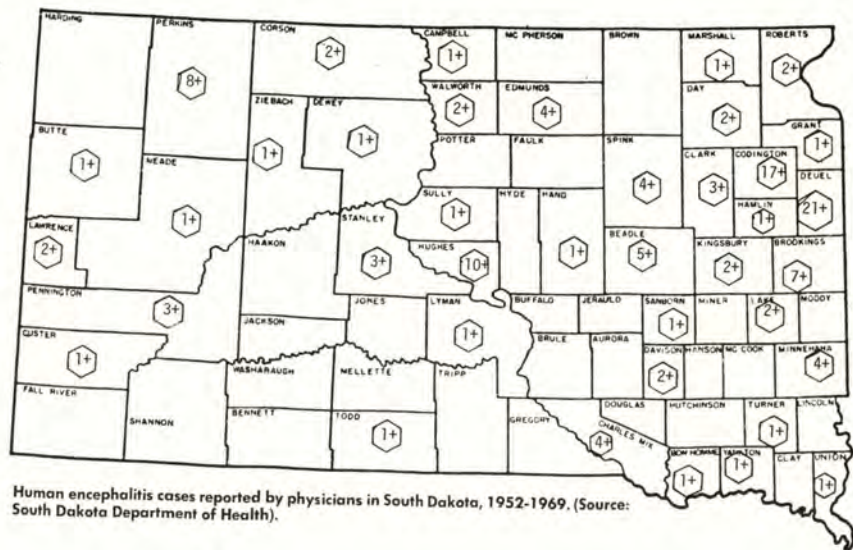 HARDING
PERKINS
8+
CORSON
2+
CAMPBELL
1+
MC PHERSON
BROWN
MARSHALL
1+
ROBERTS
2+
WALWORTH
2+
EDMUNDS
4+
DAY
2+
BUTTE
1+
MEADE
1+
ZIEBACH
1+
DEWEY
1+
POTTER
FAULK
SPINK
4+
CLARK
3+
CODINGTON
17+
GRANT
1+
DEUEL
21+
HAMLIN
1+
LAWRENCE
2+
HAAKON
STANLEY
3+
SULLY
1+
HUGHES
10+
HYDE
HAND
1+
BEADLE
5+
KINGSBURY
2+
BROOKINGS
7+
PENNINGTON
3+
JACKSON
JONES
LYMAN
1+
BUFFALO
JERAULD
SANBORN
1+
MINER
LAKE
2+
MOODY
CUSTER
1+
BRULE
AURORA
DAVISON
2+
HANSON
MC COOK
MINNEHAHA
4+
FALL RIVER
SHANNON
WASHABAUGH
BENNETT
MELLETTE
TODD
1+
TRIPP
GREGORY
DOUGLAS
CHARLES MIX
4+
HUTCHINSON
TURNER
1+
LINCOLN
BON HOMME
1+
YANKTON
1+
CLAY
UNION
1+
Human encephalitis cases reported by physicians in South Dakota, 1952-1969. (Source:
South Dakota Department of Health).